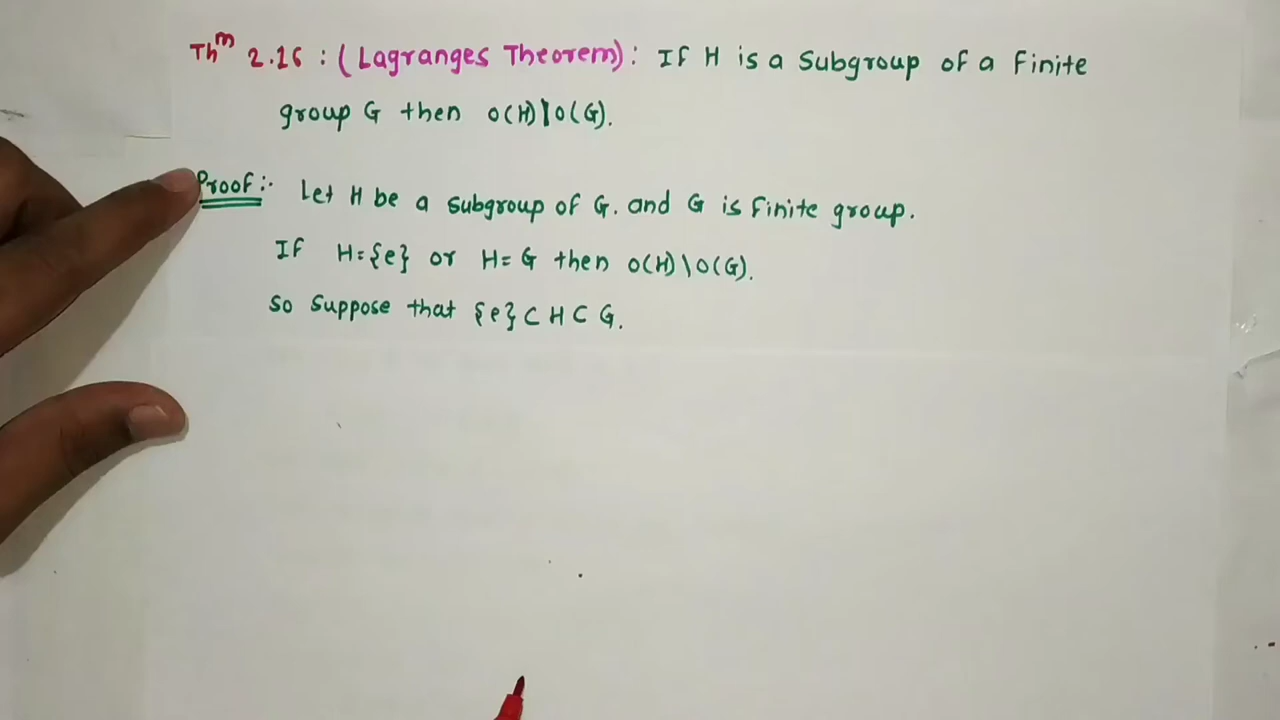 Thm 2.16 : (Lagranges Theorem): If H is a subgroup of a finite
group G then o(H)\o(G).
Proof:- Let H be a subgroup of G. and G is finite group.
If H={e} or H=G then o(H)\o(G).
So suppose that {e}⊂H⊂G.